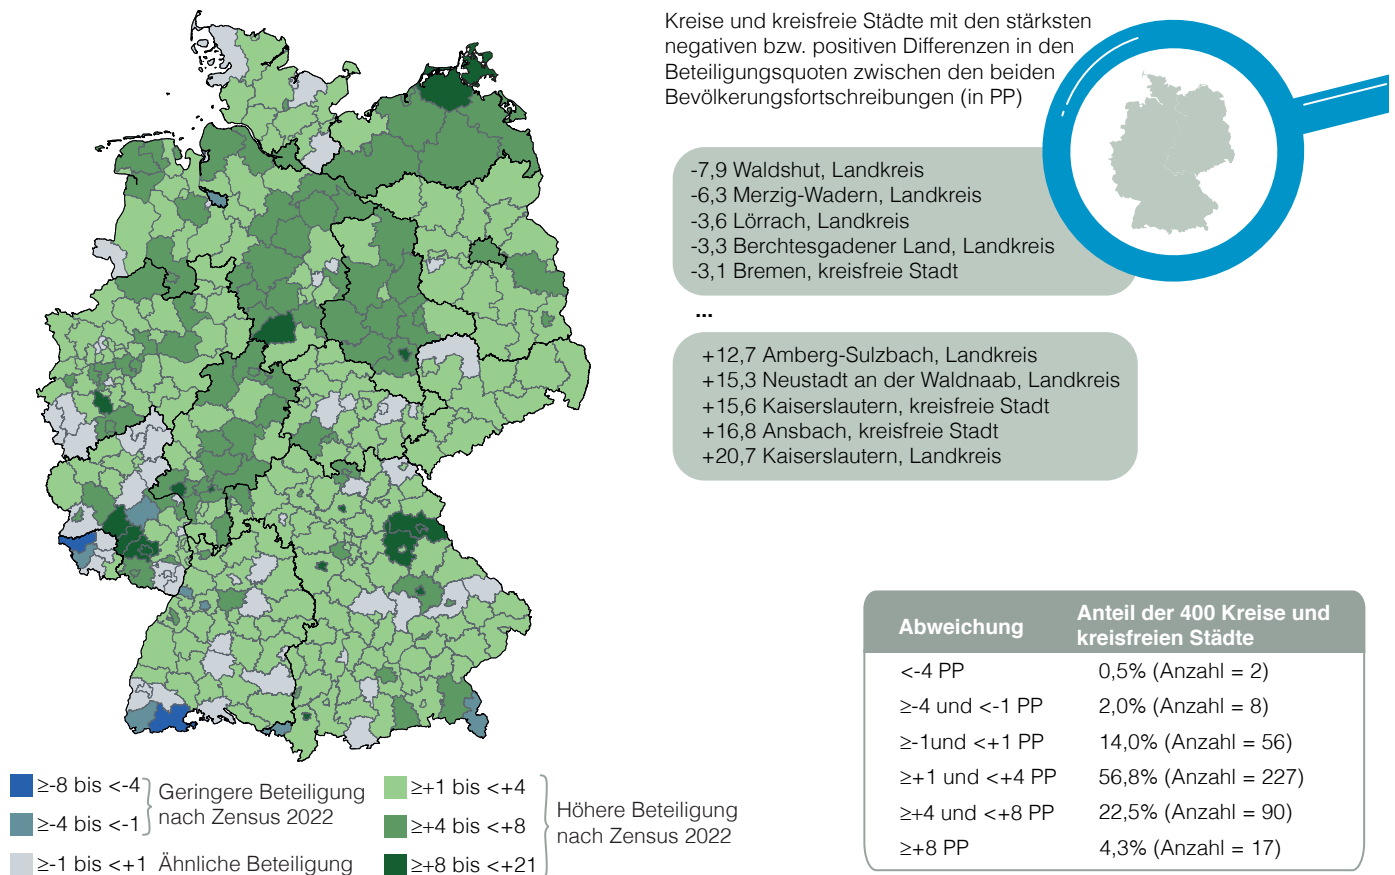 Kreise und kreisfreie Städte mit den stärksten
negativen bzw. positiven Differenzen in den
Beteiligungsquoten zwischen den beiden
Bevölkerungsfortschreibungen (in PP)
-7,9 Waldshut, Landkreis
-6,3 Merzig-Wadern, Landkreis
-3,6 Lörrach, Landkreis
-3,3 Berchtesgadener Land, Landkreis
-3,1 Bremen, kreisfreie Stadt
...
+12,7 Amberg-Sulzbach, Landkreis
+15,3 Neustadt an der Waldnaab, Landkreis
+15,6 Kaiserslautern, kreisfreie Stadt
+16,8 Ansbach, kreisfreie Stadt
+20,7 Kaiserslautern, Landkreis
Abweichung Anteil der 400 Kreise und
kreisfreien Städte
<-4 PP 0,5% (Anzahl = 2)
≥-4 und <-1 PP 2,0% (Anzahl = 8)
≥-1und <+1 PP 14,0% (Anzahl = 56)
≥+1 und <+4 PP 56,8% (Anzahl = 227)
≥+4 und <+8 PP 22,5% (Anzahl = 90)
≥+8 PP 4,3% (Anzahl = 17)
≥-8 bis <-4
≥-4 bis <-1
Geringere Beteiligung
nach Zensus 2022
≥-1 bis <+1 Ähnliche Beteiligung
≥+1 bis <+4
≥+4 bis <+8
≥+8 bis <+21
Höhere Beteiligung
nach Zensus 2022